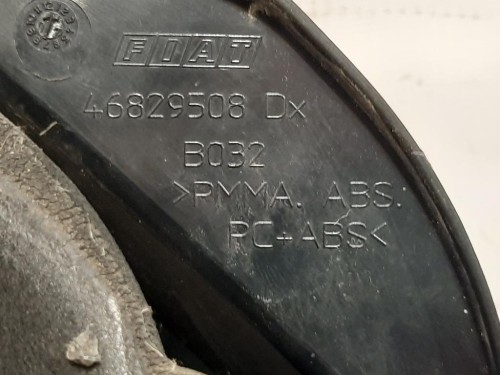 FIAT
46829508 Dx
B032
>PMMA. ABS.
PC+ABS<